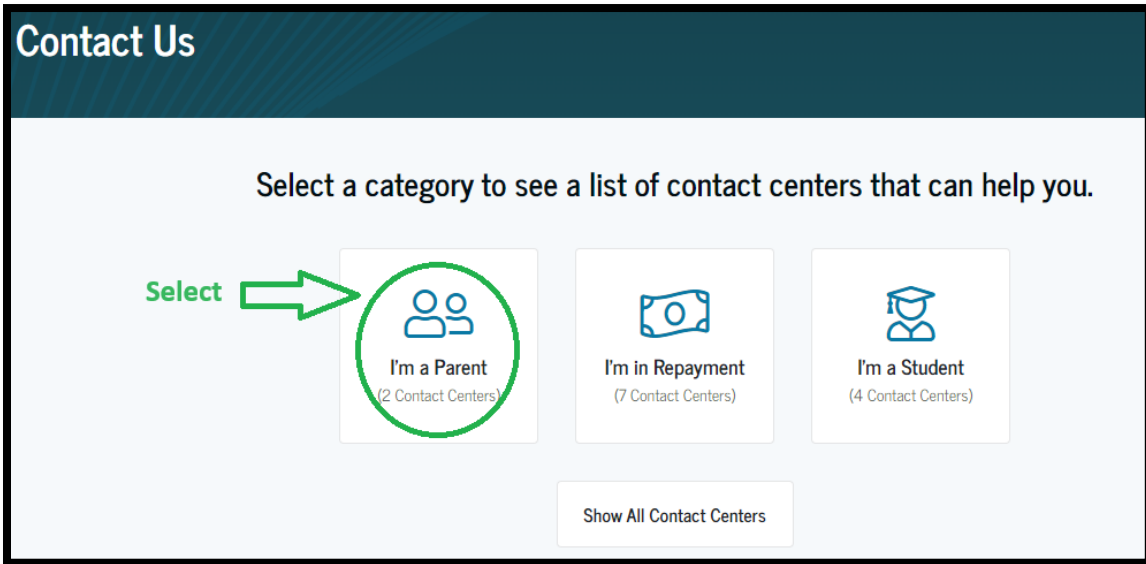 Contact Us
Select a category to see a list of contact centers that can help you.
Select
I'm a Parent
(2 Contact Centers)
I'm in Repayment
(7 Contact Centers)
I'm a Student
(4 Contact Centers)
Show All Contact Centers